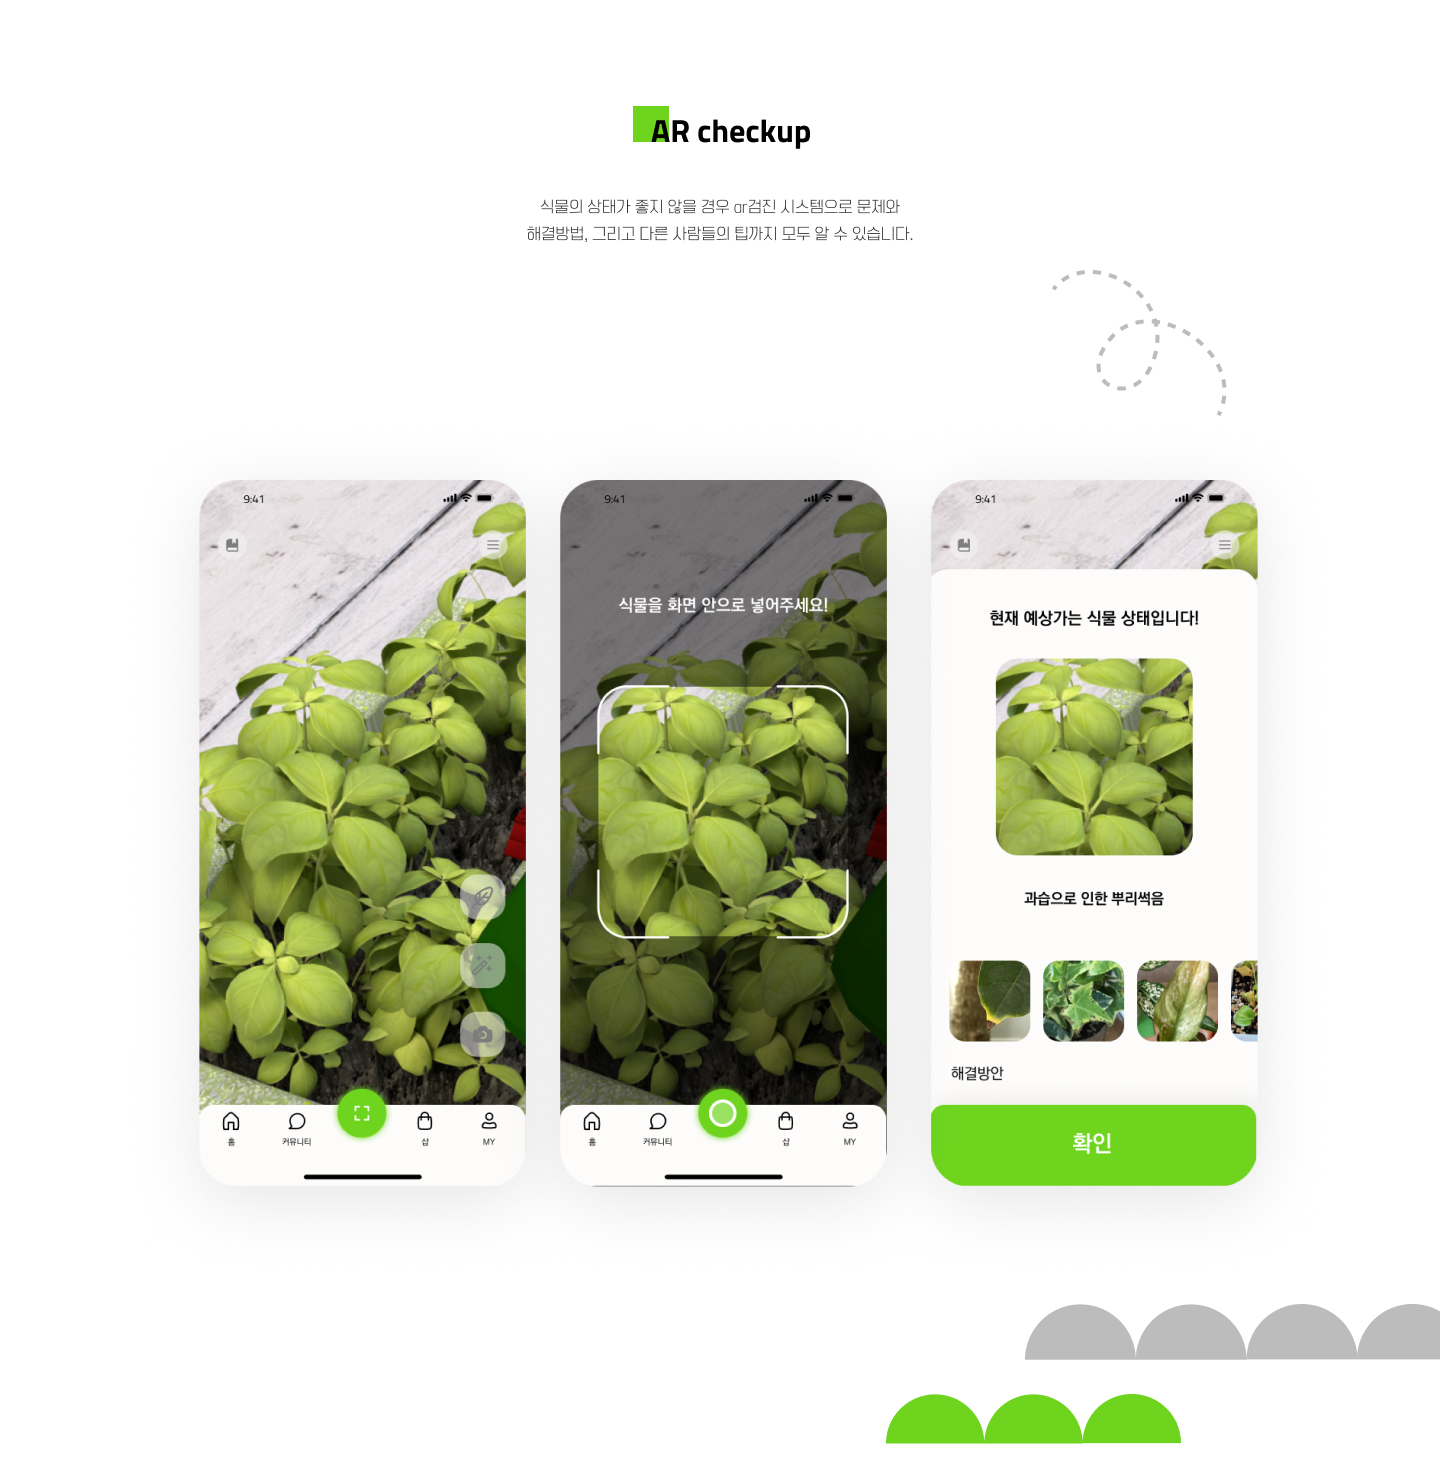 AR checkup
식물의 상태가 좋지 않을 경우 ar검진 시스템으로 문제와
해결방법, 그리고 다른 사람들의 팁까지 모두 알 수 있습니다.
9:41
홈
커뮤니티
샵
MY
9:41
식물을 화면 안으로 넣어주세요!
홈
커뮤니티
샵
MY
9:41
현재 예상가는 식물 상태입니다!
과습으로 인한 뿌리썩음
해결방안
확인